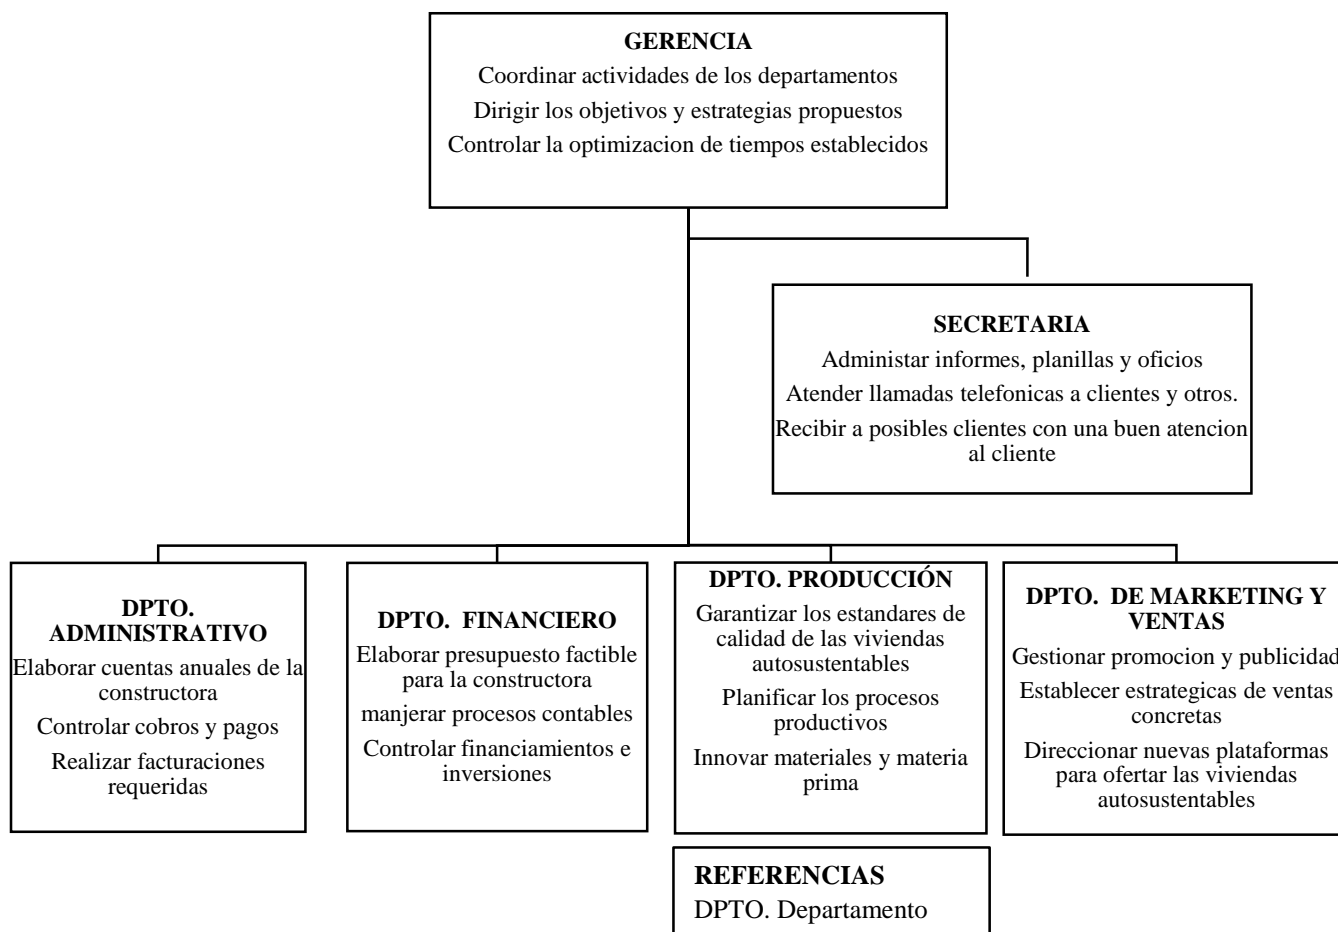 GERENCIA
Coordinar actividades de los departamentos
Dirigir los objetivos y estrategias propuestos
Controlar la optimizacion de tiempos establecidos
SECRETARIA
Administar informes, planillas y oficios
Atender llamadas telefonicas a clientes y otros.
Recibir a posibles clientes con una buen atencion
al cliente
DPTO.
ADMINISTRATIVO
Elaborar cuentas anuales de la
constructora
Controlar cobros y pagos
Realizar facturaciones
requeridas
DPTO. FINANCIERO
Elaborar presupuesto factible
para la constructora
manjerar procesos contables
Controlar financiamientos e
inversiones
DPTO. PRODUCCIÓN
Garantizar los estandares de
calidad de las viviendas
autosustentables
Planificar los procesos
productivos
Innovar materiales y materia
prima
DPTO. DE MARKETING Y
VENTAS
Gestionar promocion y publicidad
Establecer estrategicas de ventas
concretas
Direccionar nuevas plataformas
para ofertar las viviendas
autosustentables
REFERENCIAS
DPTO. Departamento